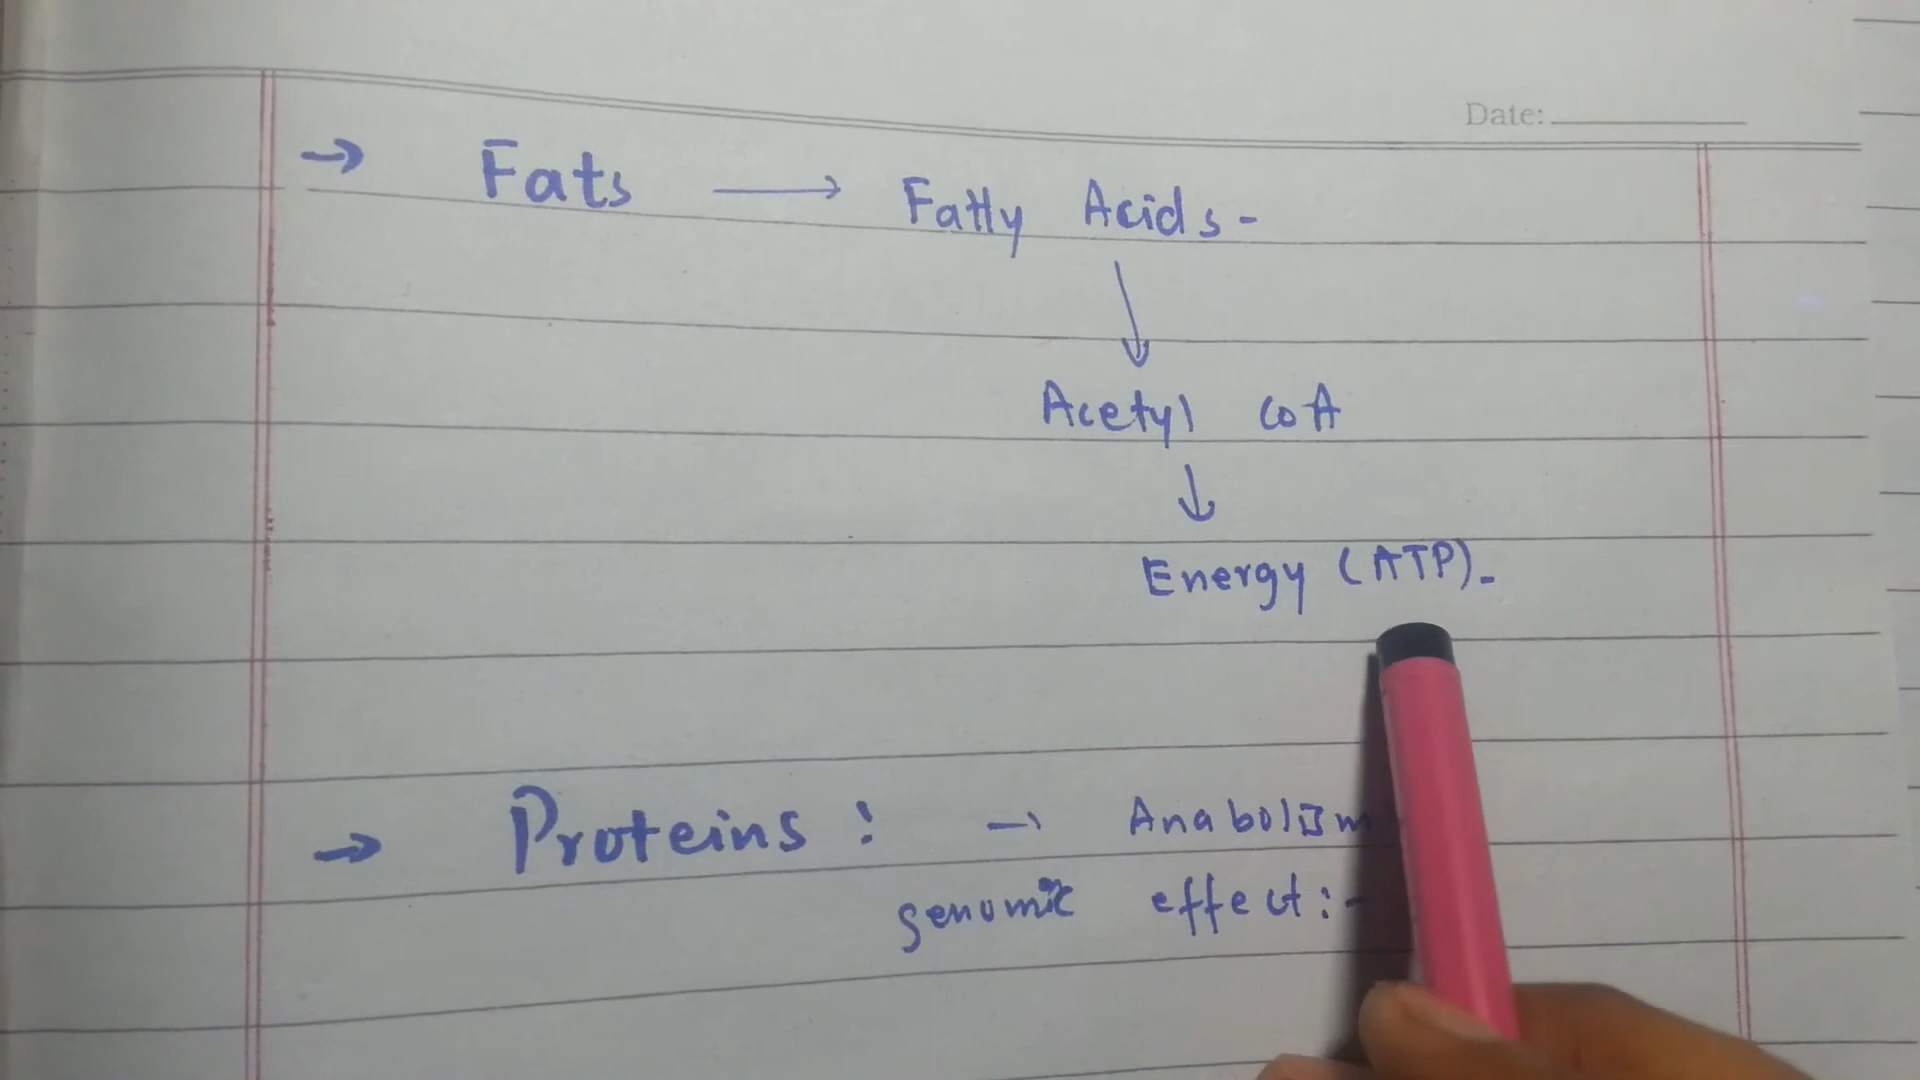 Date:
→ Fats → Fatty Acids -
↓
Acetyl CoA
↓
Energy (ATP).
→ Proteins : → Anabolism
genomic effect :-